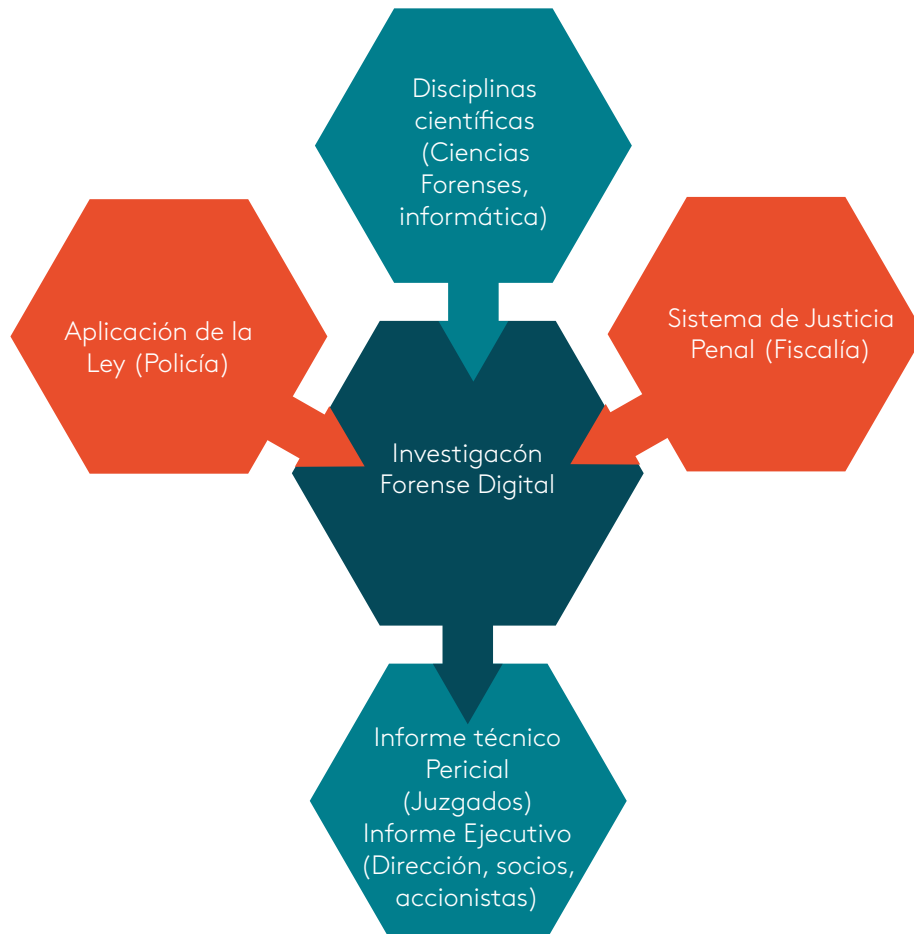 Disciplinas
científicas
(Ciencias
Forenses,
informática)
Aplicación de la
Ley (Policía)
Sistema de Justicia
Penal (Fiscalía)
Investigacón
Forense Digital
Informe técnico
Pericial
(Juzgados)
Informe Ejecutivo
(Dirección, socios,
accionistas)